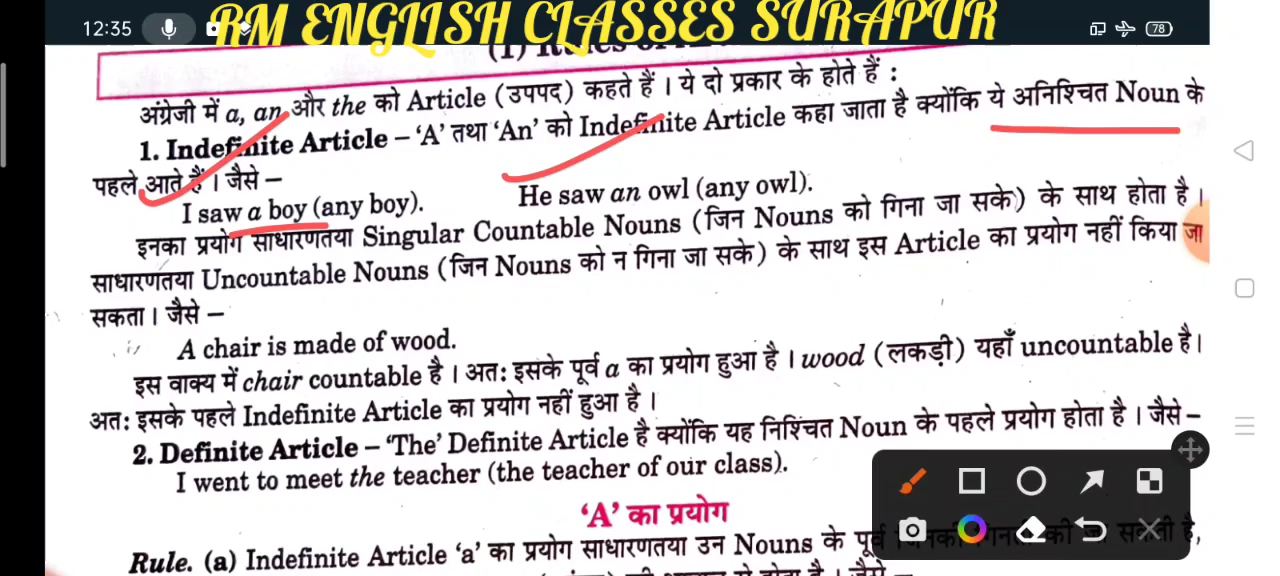 12:35
RM ENGLISH CLASSES SURAPUR
78
अंग्रेजी में a, an और the को Article (उपपद) कहते हैं। ये दो प्रकार के होते हैं :
1. Indefinite Article – ‘A’ तथा ‘An’ को Indefinite Article कहा जाता है क्योंकि ये अनिश्चित Noun के
पहले आते हैं। जैसे –
I saw a boy (any boy). He saw an owl (any owl).
इनका प्रयोग साधारणतया Singular Countable Nouns (जिन Nouns को गिना जा सके) के साथ होता है।
साधारणतया Uncountable Nouns (जिन Nouns को न गिना जा सके) के साथ इस Article का प्रयोग नहीं किया जा
सकता। जैसे –
A chair is made of wood.
इस वाक्य में chair countable है। अत: इसके पूर्व a का प्रयोग हुआ है। wood (लकड़ी) यहाँ uncountable है।
अत: इसके पहले Indefinite Article का प्रयोग नहीं हुआ है।
2. Definite Article – ‘The’ Definite Article है क्योंकि यह निश्चित Noun के पहले प्रयोग होता है। जैसे –
I went to meet the teacher (the teacher of our class).
‘A’ का प्रयोग
Rule. (a) Indefinite Article ‘a’ का प्रयोग साधारणतया उन Nouns के पूर्व